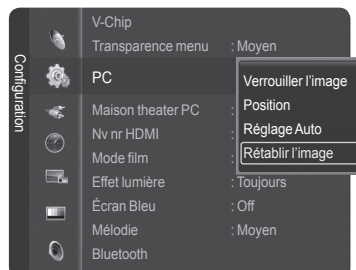 Configuration
V-Chip
Transparence menu : Moyen
PC
Verrouiller l'image
Position
Réglage Auto
Rétablir l'image
Maison theater PC :
Nv nr HDMI :
Mode film :
Effet lumière : Toujours
Écran Bleu : Off
Mélodie : Moyen
Bluetooth